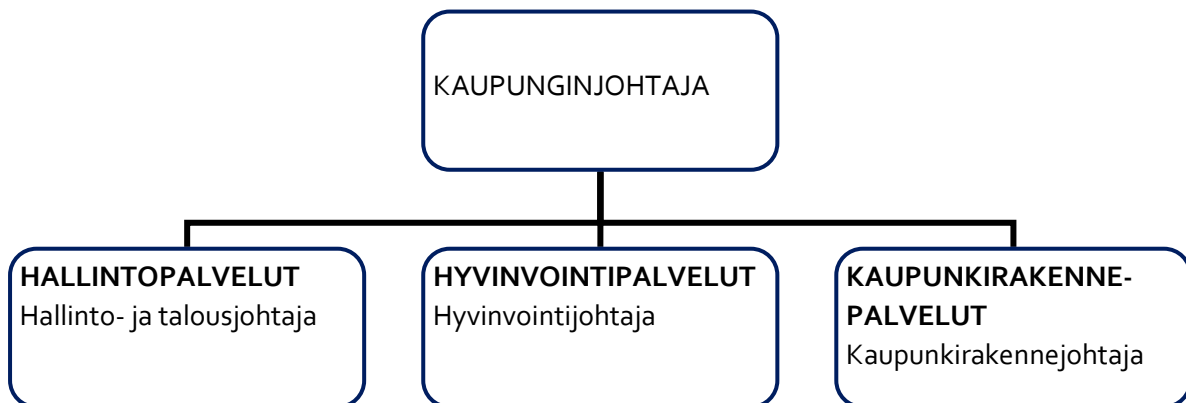 KAUPUNGINJOHTAJA
HALLINTOPALVELUT
Hallinto- ja talousjohtaja
HYVINVOINTIPALVELUT
Hyvinvointijohtaja
KAUPUNKIRAKENNE-
PALVELUT
Kaupunkirakennejohtaja